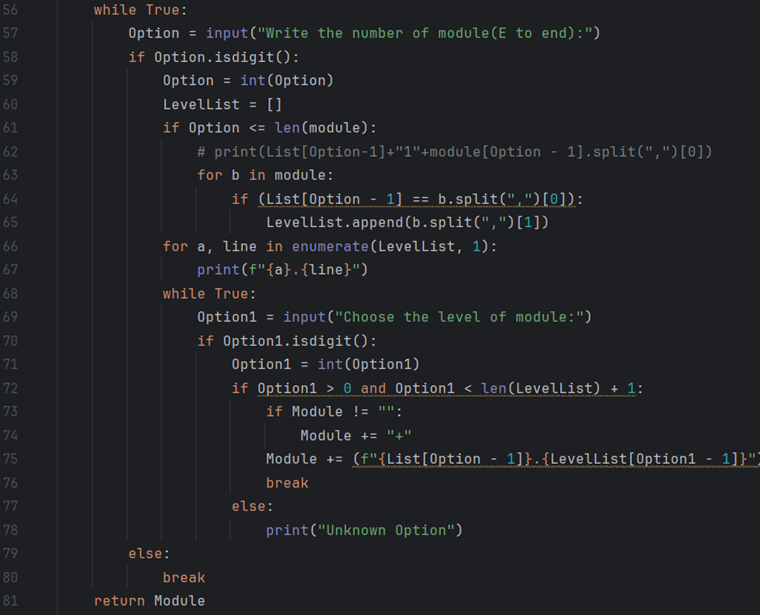 56 while True:
57 Option = input("Write the number of module(E to end):")
58 if Option.isdigit():
59 Option = int(Option)
60 LevelList = []
61 if Option <= len(module):
62 # print(List[Option-1]+"1"+module[Option - 1].split(",")[0])
63 for b in module:
64 if (List[Option - 1] == b.split(",")[0]):
65 LevelList.append(b.split(",")[1])
66 for a, line in enumerate(LevelList, 1):
67 print(f"{a}.{line}")
68 while True:
69 Option1 = input("Choose the level of module:")
70 if Option1.isdigit():
71 Option1 = int(Option1)
72 if Option1 > 0 and Option1 < len(LevelList) + 1:
73 if Module != "":
74 Module += "+"
75 Module += (f"{List[Option - 1]}.{LevelList[Option1 - 1]}")
76 break
77 else:
78 print("Unknown Option")
79 else:
80 break
81 return Module